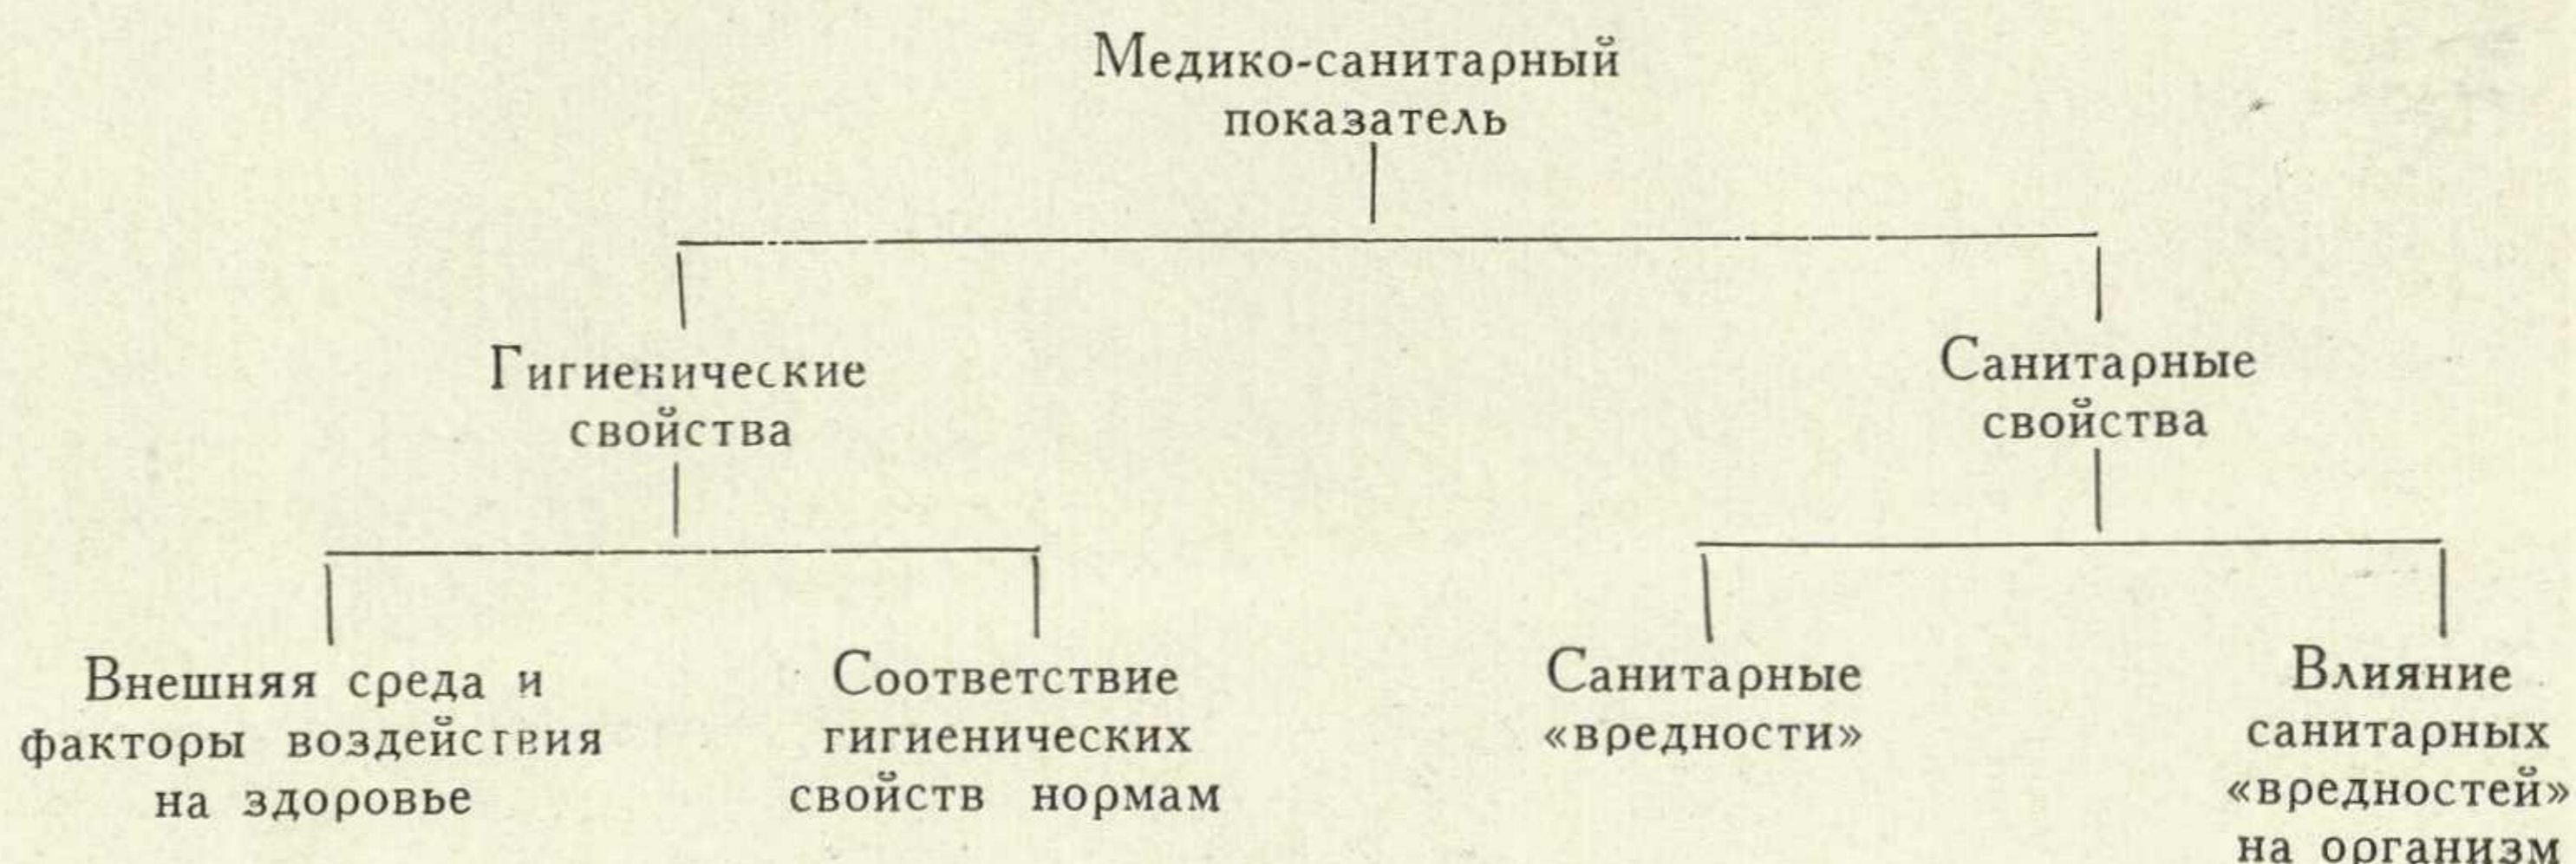 Медико-санитарный
показатель
Гигиенические
свойства
Санитарные
свойства
Внешняя среда и
факторы воздействия
на здоровье
Соответствие
гигиенических
свойств нормам
Санитарные
«вредности»
Влияние
санитарных
«вредностей»
на организм